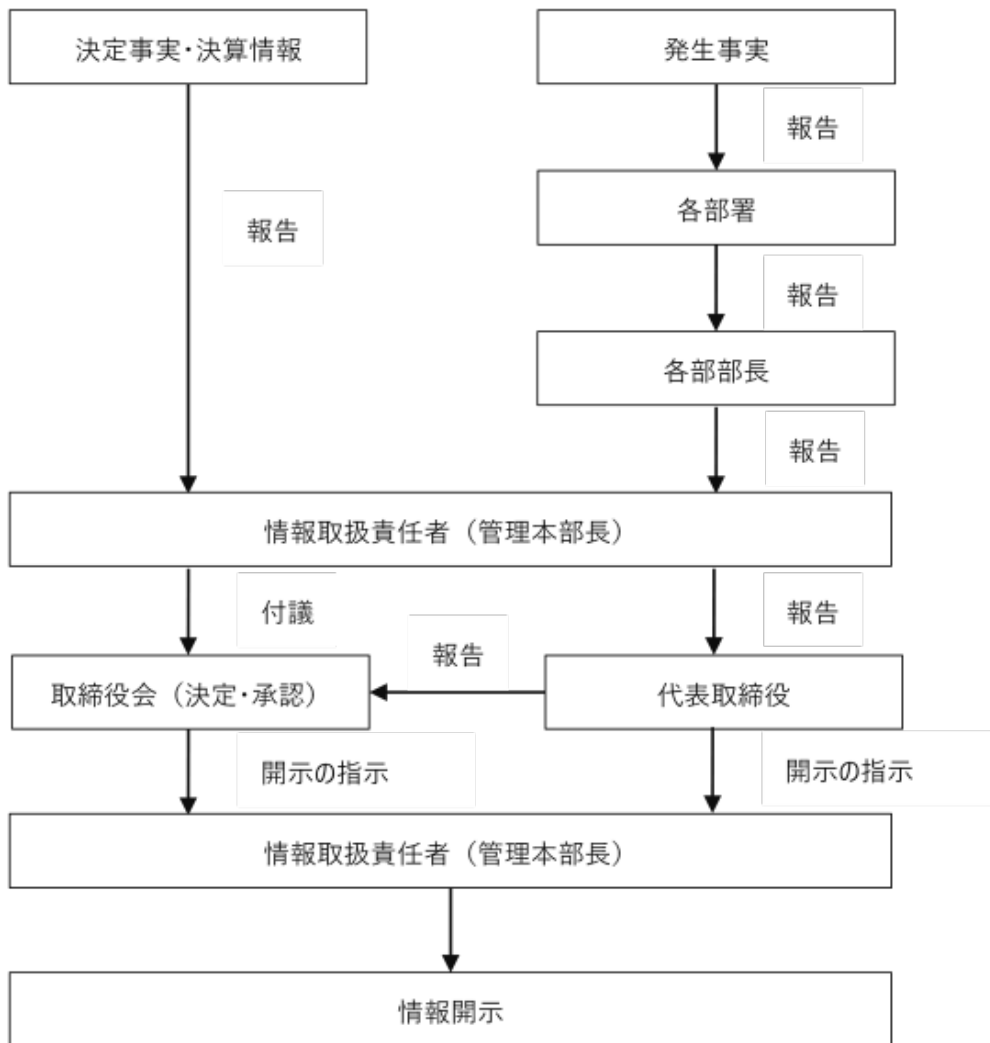 決定事実・決算情報
発生事実
報告
各部署
報告
報告
各部部長
報告
情報取扱責任者（管理本部長）
付議
報告
報告
取締役会（決定・承認）
代表取締役
開示の指示
開示の指示
情報取扱責任者（管理本部長）
情報開示